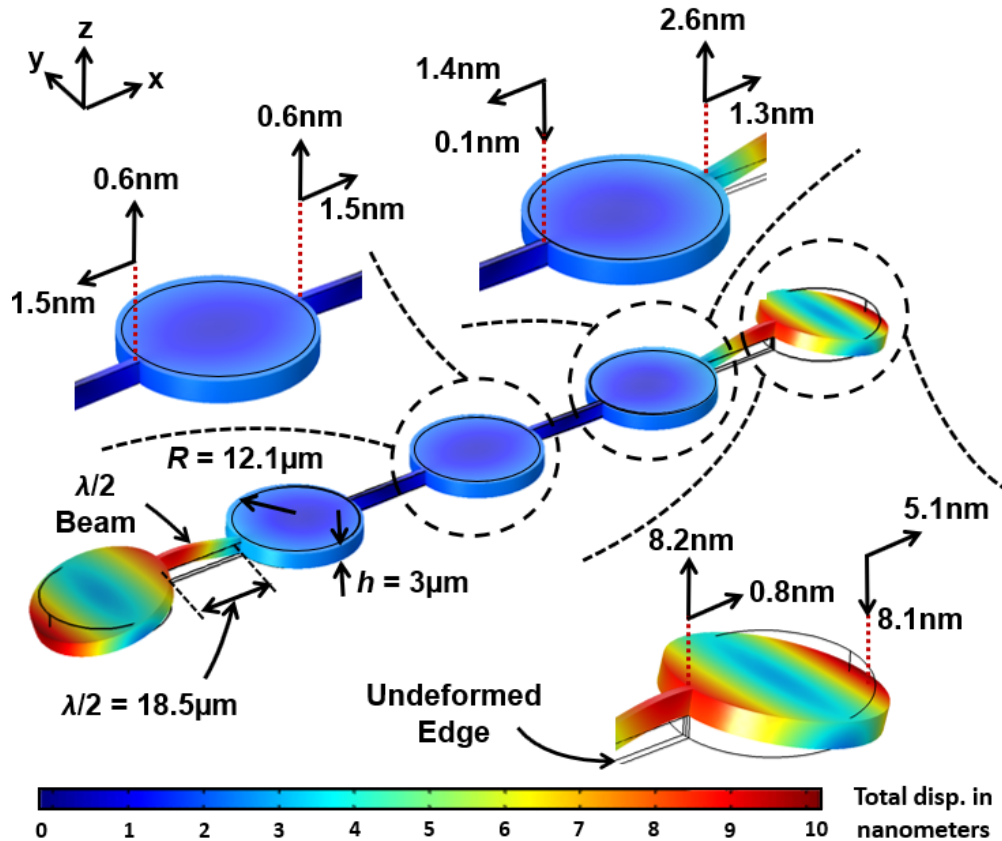 z
y
x
0.6nm
0.6nm
1.5nm
1.5nm
1.4nm
0.1nm
2.6nm
1.3nm
R = 12.1μm
λ/2
Beam
h = 3μm
λ/2 = 18.5μm
8.2nm
0.8nm
5.1nm
8.1nm
Undeformed
Edge
0 1 2 3 4 5 6 7 8 9 10
Total disp. in
nanometers